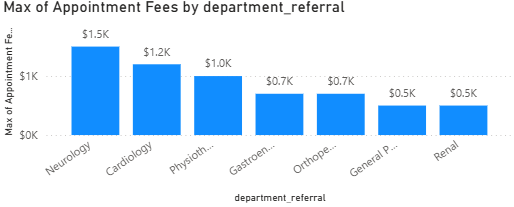 Max of Appointment Fees by department_referral
Max of Appointment Fe...
$1K
$0K
$1.5K
$1.2K
$1.0K
$0.7K
$0.7K
$0.5K
$0.5K
Neurology
Cardiology
Physioth...
Gastroen...
Orthope...
General P...
Renal
department_referral